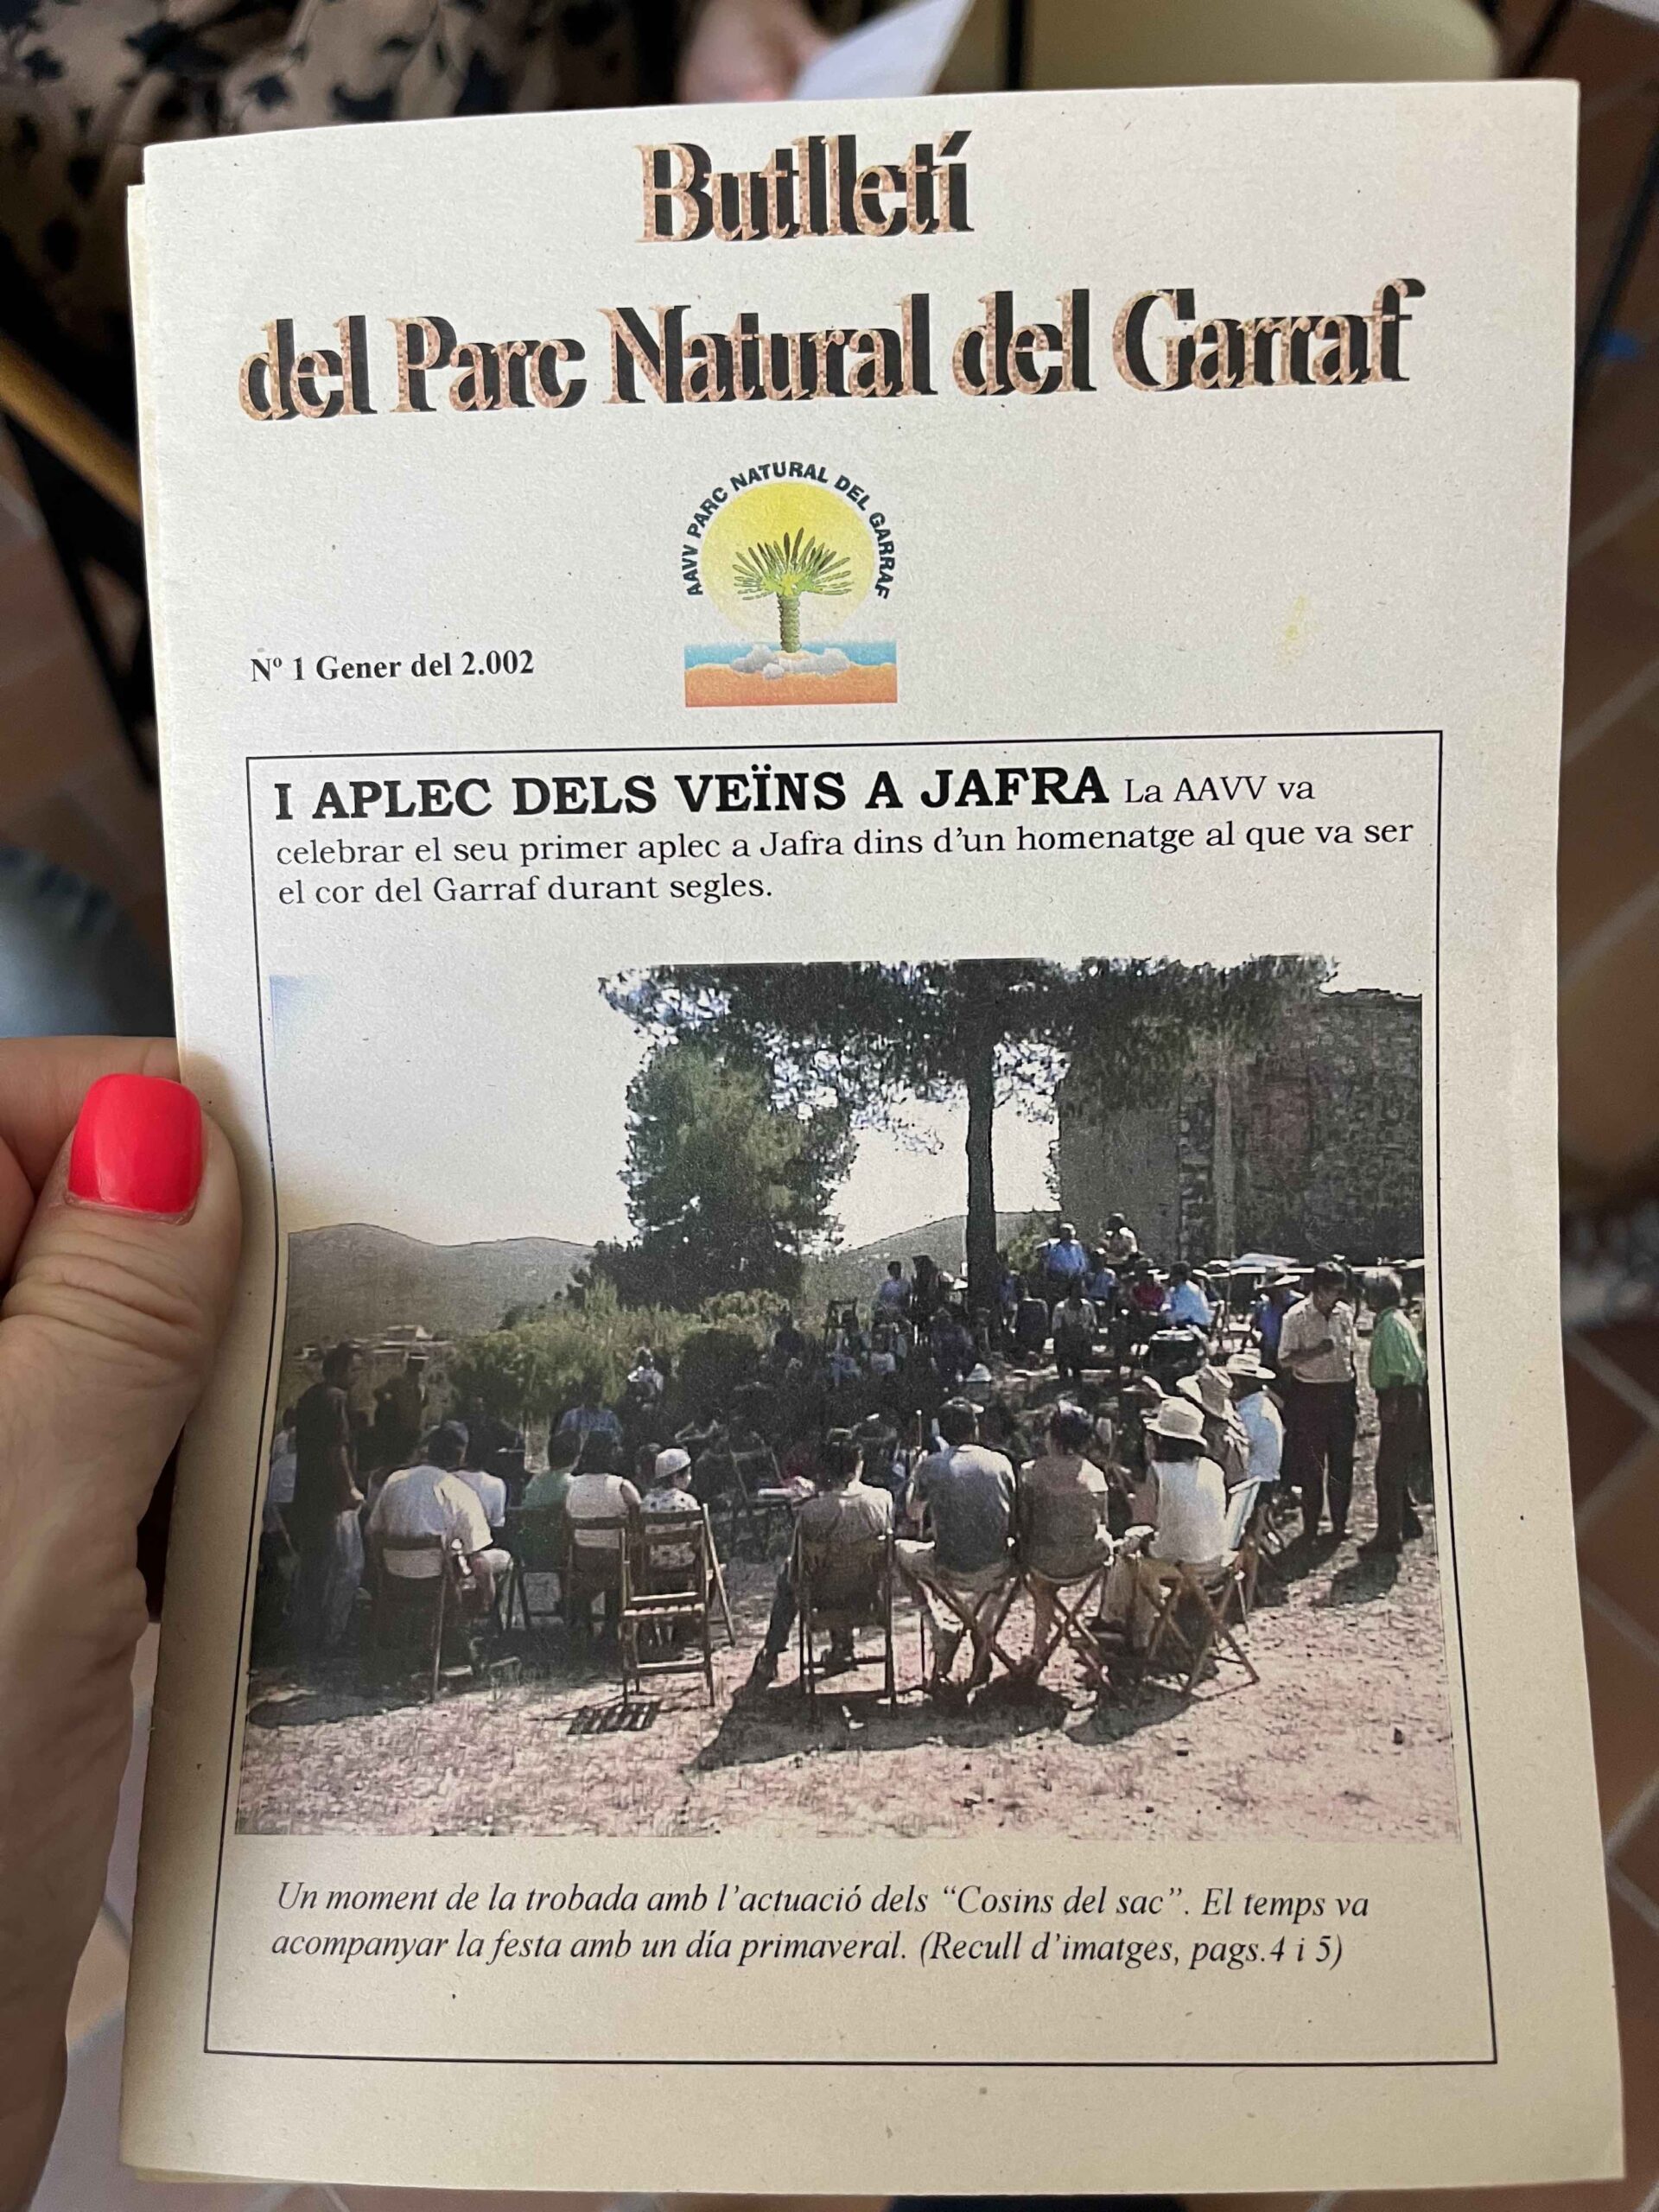 Butlletí
del Parc Natural del Garraf
AAVV PARC NATURAL DEL GARRAF
Nº 1 Gener del 2.002
I APLEC DELS VEÏNS A JAFRA La AAVV va
celebrar el seu primer aplec a Jafra dins d'un homenatge al que va ser
el cor del Garraf durant segles.
Un moment de la trobada amb l'actuació dels “Cosins del sac”. El temps va
acompanyar la festa amb un día primaveral. (Recull d'imatges, pags.4 i 5)